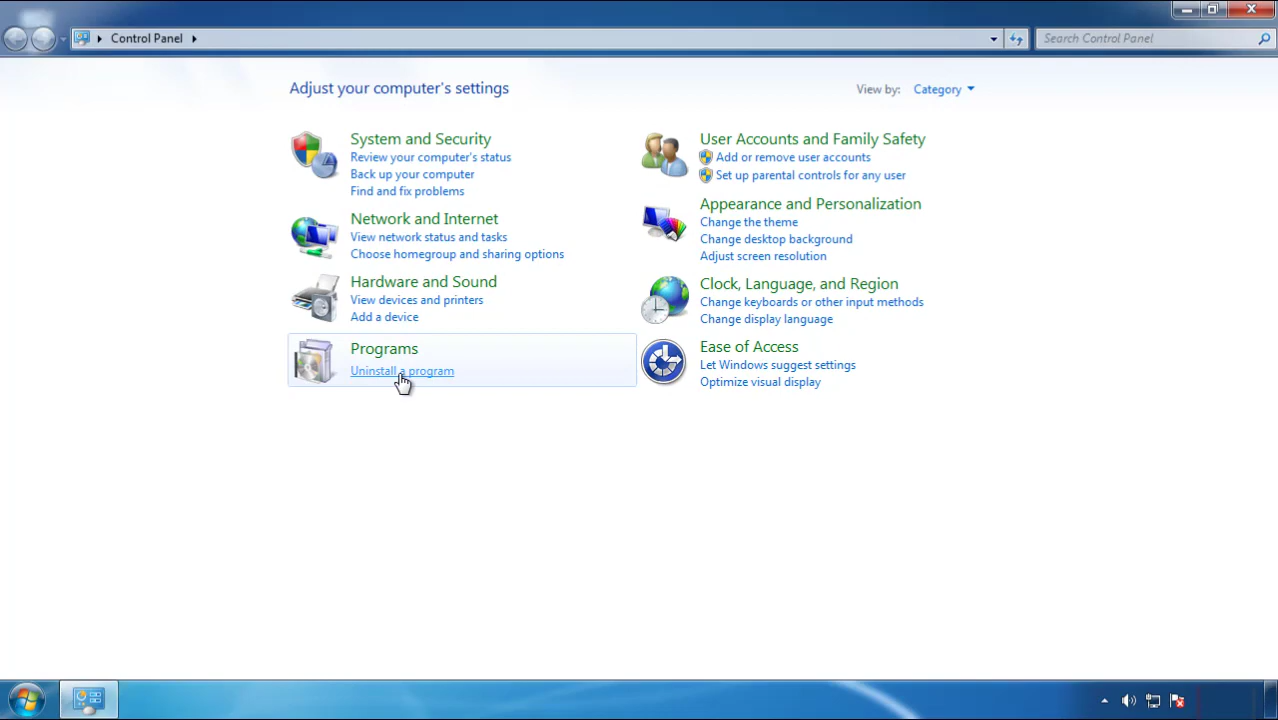 Control Panel
Search Control Panel
Adjust your computer's settings
View by: Category
System and Security
Review your computer's status
Back up your computer
Find and fix problems
Network and Internet
View network status and tasks
Choose homegroup and sharing options
Hardware and Sound
View devices and printers
Add a device
Programs
Uninstall a program
User Accounts and Family Safety
Add or remove user accounts
Set up parental controls for any user
Appearance and Personalization
Change the theme
Change desktop background
Adjust screen resolution
Clock, Language, and Region
Change keyboards or other input methods
Change display language
Ease of Access
Let Windows suggest settings
Optimize visual display